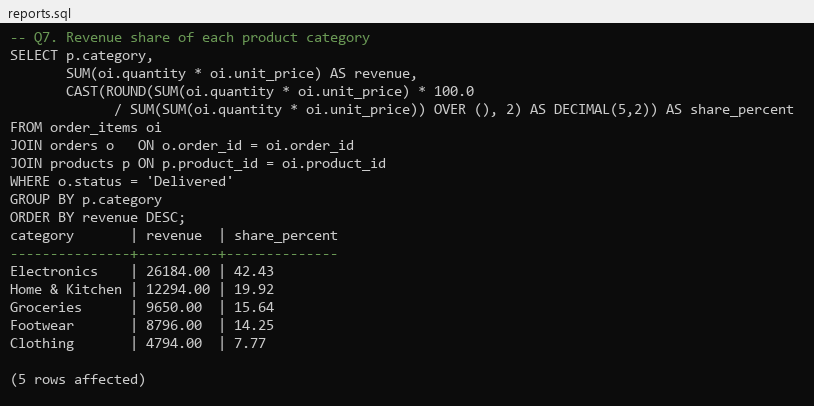 reports.sql
-- Q7. Revenue share of each product category
SELECT p.category,
       SUM(oi.quantity * oi.unit_price) AS revenue,
       CAST(ROUND(SUM(oi.quantity * oi.unit_price) * 100.0
             / SUM(SUM(oi.quantity * oi.unit_price)) OVER (), 2) AS DECIMAL(5,2)) AS share_percent
FROM order_items oi
JOIN orders o   ON o.order_id = oi.order_id
JOIN products p ON p.product_id = oi.product_id
WHERE o.status = 'Delivered'
GROUP BY p.category
ORDER BY revenue DESC;
category       | revenue  | share_percent
---------------+----------+--------------
Electronics    | 26184.00 | 42.43
Home & Kitchen | 12294.00 | 19.92
Groceries      | 9650.00  | 15.64
Footwear       | 8796.00  | 14.25
Clothing       | 4794.00  | 7.77
(5 rows affected)